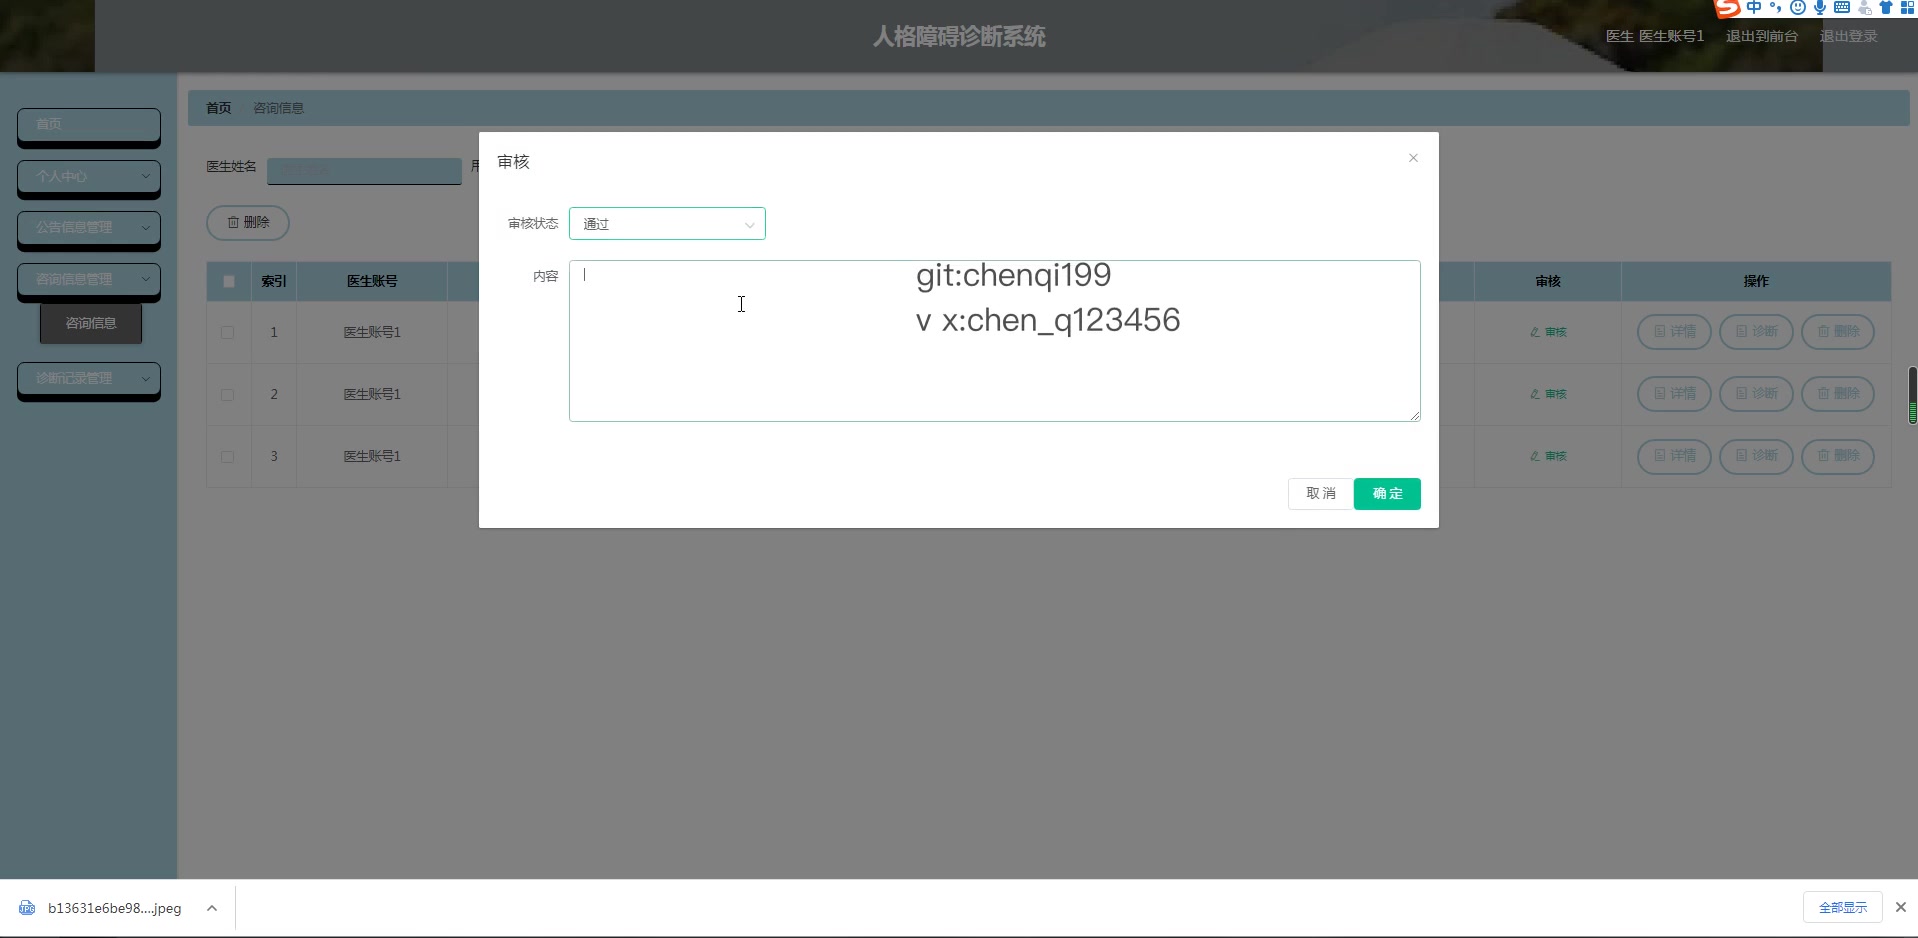 中
人格障碍诊断系统
医生 医生账号1 退出到前台 退出登录
首页
个人中心
公告信息管理
咨询信息管理
咨询信息
诊断记录管理
首页 / 咨询信息
医生姓名 医生姓名 用
删除
索引 医生账号 审核 操作
1 医生账号1 审核 详情 诊断 删除
2 医生账号1 审核 详情 诊断 删除
3 医生账号1 审核 详情 诊断 删除
审核
审核状态 通过
内容
git:chenqi199
v x:chen_q123456
取消 确定
b13631e6be98....jpeg
全部显示